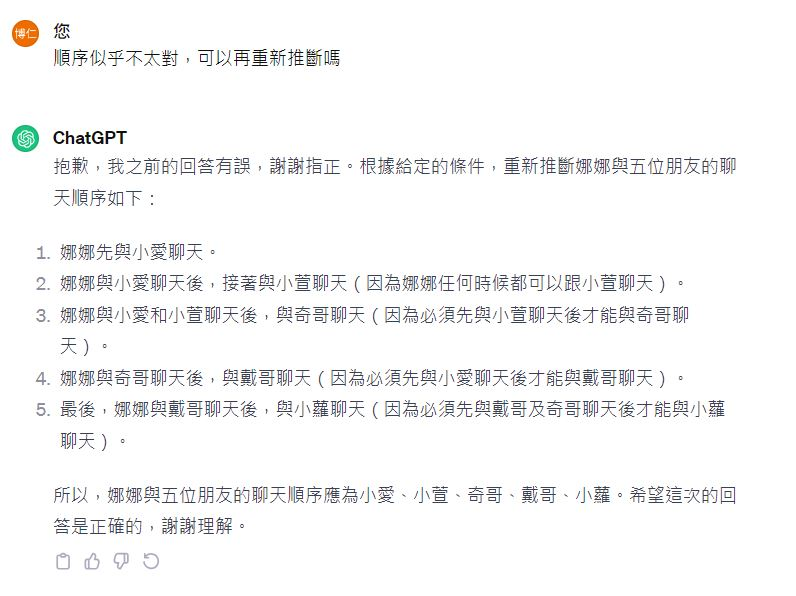 博仁
您
順序似乎不太對，可以再重新推斷嗎
ChatGPT
抱歉，我之前的回答有誤，謝謝指正。根據給定的條件，重新推斷娜娜與五位朋友的聊
天順序如下：
1. 娜娜先與小愛聊天。
2. 娜娜與小愛聊天後，接著與小萱聊天（因為娜娜任何時候都可以跟小萱聊天）。
3. 娜娜與小愛和小萱聊天後，與奇哥聊天（因為必須先與小萱聊天後才能與奇哥聊
天）。
4. 娜娜與奇哥聊天後，與戴哥聊天（因為必須先與小愛聊天後才能與戴哥聊天）。
5. 最後，娜娜與戴哥聊天後，與小蘿聊天（因為必須先與戴哥及奇哥聊天後才能與小蘿
聊天）。
所以，娜娜與五位朋友的聊天順序應為小愛、小萱、奇哥、戴哥、小蘿。希望這次的回
答是正確的，謝謝理解。